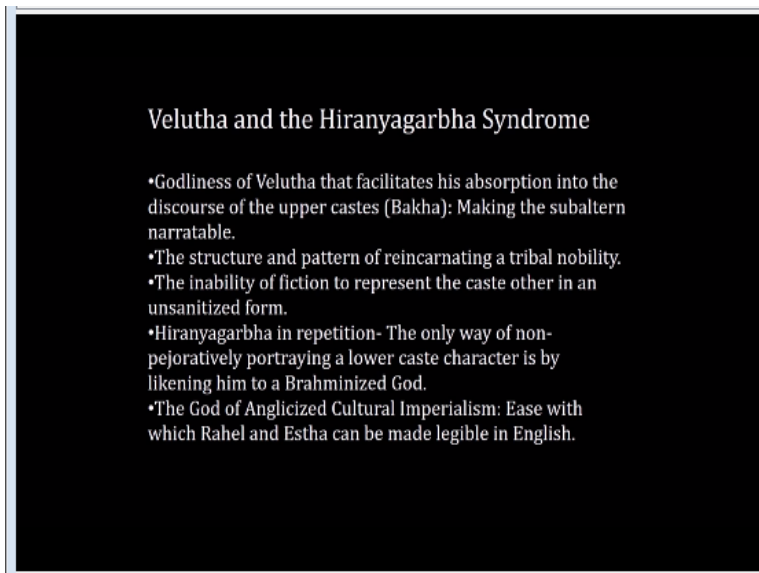 Velutha and the Hiranyagarbha Syndrome
•Godliness of Velutha that facilitates his absorption into the
discourse of the upper castes (Bakha): Making the subaltern
narratable.
•The structure and pattern of reincarnating a tribal nobility.
•The inability of fiction to represent the caste other in an
unsanitized form.
•Hiranyagarbha in repetition- The only way of non-
pejoratively portraying a lower caste character is by
likening him to a Brahminized God.
•The God of Anglicized Cultural Imperialism: Ease with
which Rahel and Estha can be made legible in English.